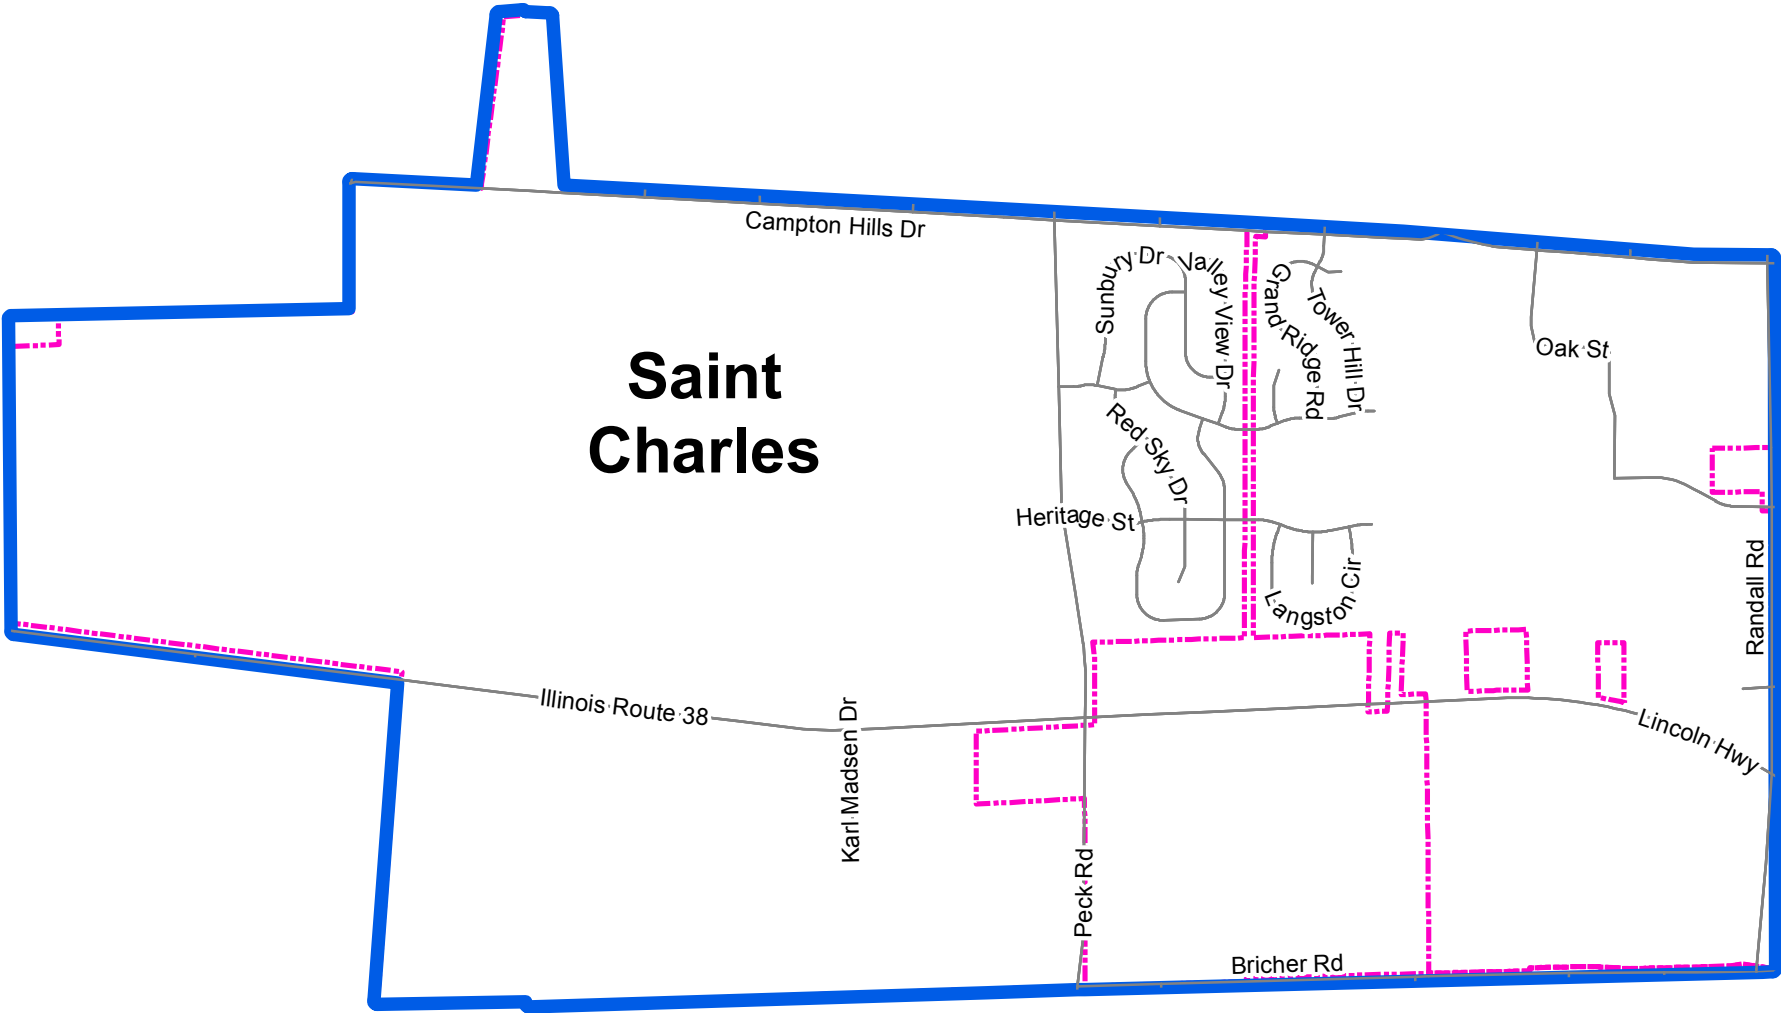 Campton Hills Dr
Sunbury Dr
Valley View Dr
Grand Ridge Rd
Tower Hill Dr
Oak St
Saint
Charles
Red Sky Dr
Heritage St
Langston Cir
Randall Rd
Illinois Route 38
Karl Madsen Dr
Lincoln Hwy
Peck Rd
Bricher Rd